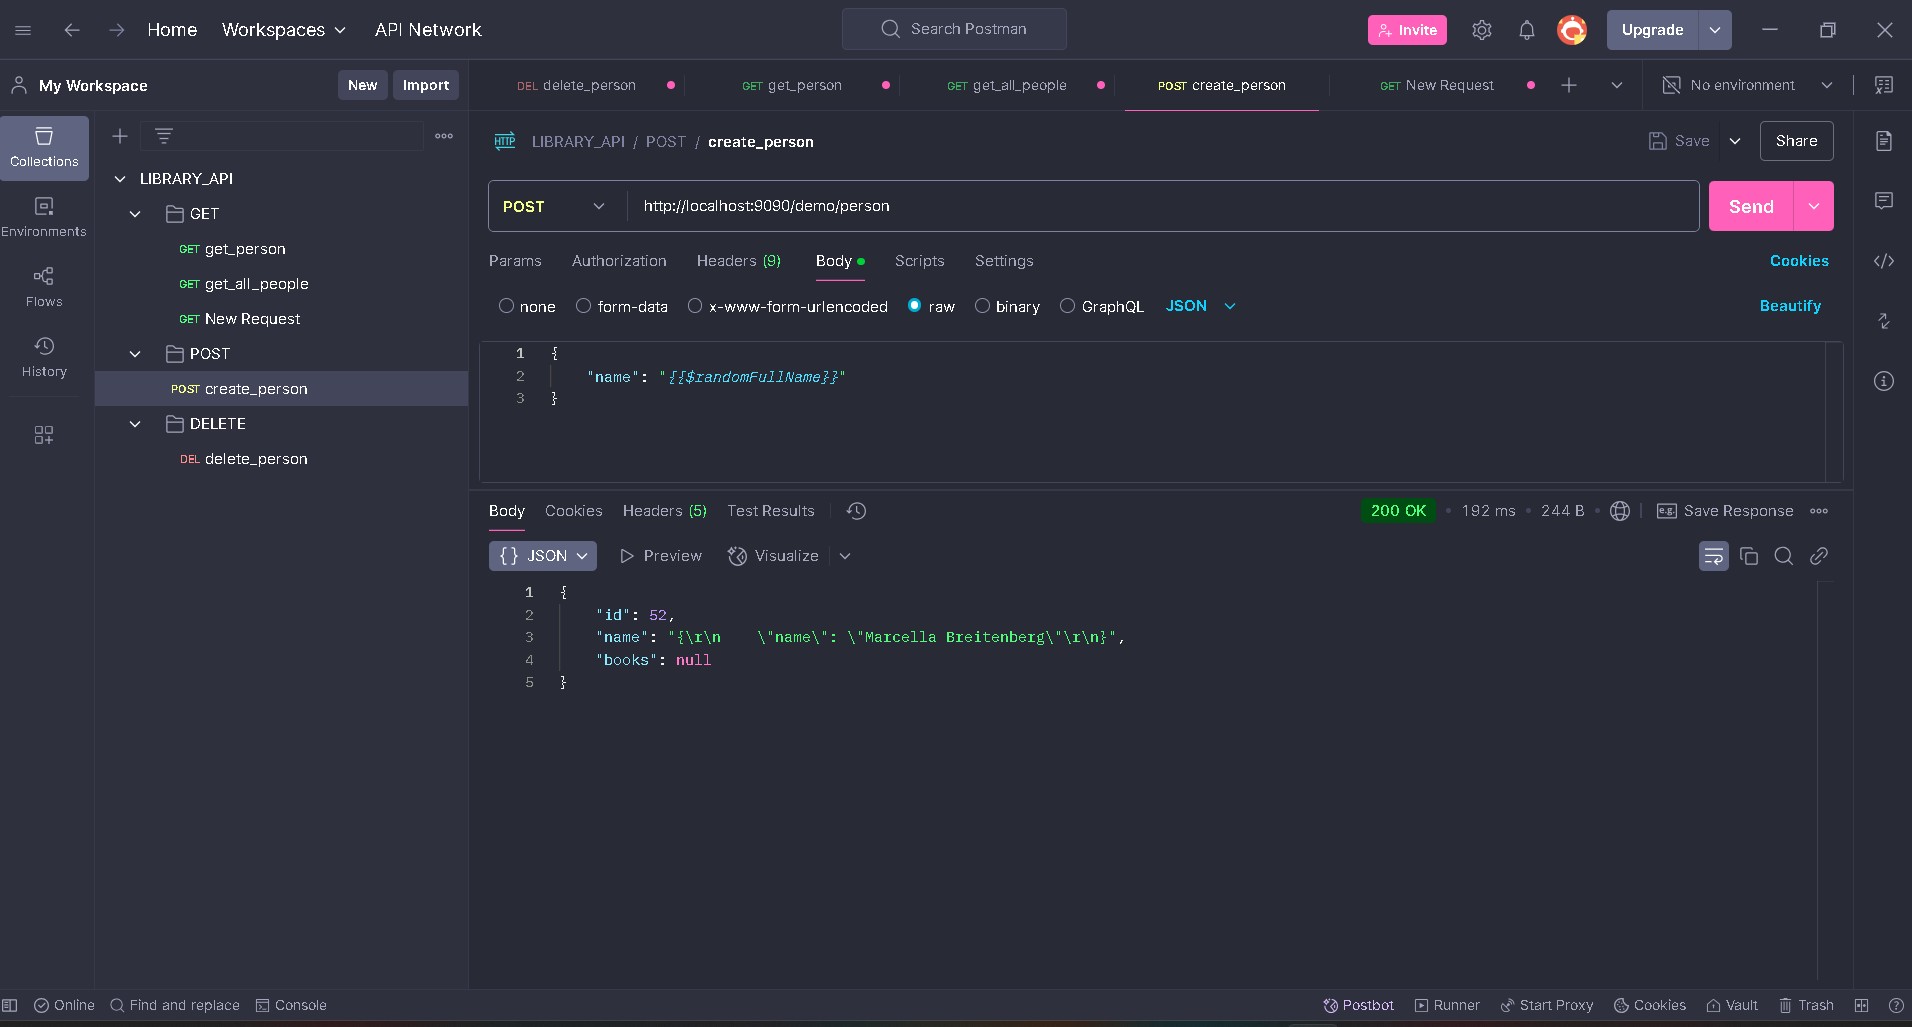 Home Workspaces API Network Search Postman Invite Upgrade
My Workspace New Import
DEL delete_person GET get_person GET get_all_people POST create_person GET New Request No environment
Collections
Environments
Flows
History
LIBRARY_API
GET
GET get_person
GET get_all_people
GET New Request
POST
POST create_person
DELETE
DEL delete_person
HTTP LIBRARY_API / POST / create_person Save Share
POST http://localhost:9090/demo/person Send
Params Authorization Headers (9) Body Scripts Settings Cookies
none form-data x-www-form-urlencoded raw binary GraphQL JSON Beautify
1 {
2 "name": "{{$randomFullName}}"
3 }
Body Cookies Headers (5) Test Results 200 OK • 192 ms • 244 B • e.g. Save Response
{} JSON Preview Visualize
1 {
2 "id": 52,
3 "name": "{\r\n    \"name\": \"Marcella Breitenberg\"\r\n}",
4 "books": null
5 }
Online Find and replace Console Postbot Runner Start Proxy Cookies Vault Trash